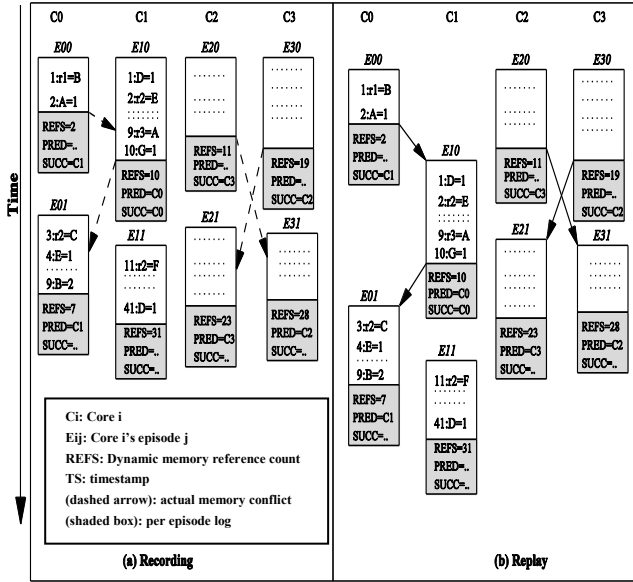 C0 C1 C2 C3
E00 E10 E20 E30
1:r1=B
2:A=1
REFS=2
PRED=..
SUCC=C1
1:D=1
2:r2=E
.......
9:r3=A
10:G=1
REFS=10
PRED=C0
SUCC=C0
REFS=11
PRED=..
SUCC=C3
REFS=19
PRED=..
SUCC=C2
E01 E11 E21 E31
3:r2=C
4:E=1
.......
9:B=2
REFS=7
PRED=C1
SUCC=..
11:r2=F
.......
41:D=1
REFS=31
PRED=..
SUCC=..
REFS=23
PRED=C3
SUCC=..
REFS=28
PRED=C2
SUCC=..
Time
Ci: Core i
Eij: Core i's episode j
REFS: Dynamic memory reference count
TS: timestamp
(dashed arrow): actual memory conflict
(shaded box): per episode log
(a) Recording
C0 C1 C2 C3
E00 E20 E30
1:r1=B
2:A=1
REFS=2
PRED=..
SUCC=C1
E10
1:D=1
2:r2=E
.......
9:r3=A
10:G=1
REFS=10
PRED=C0
SUCC=C0
REFS=11
PRED=..
SUCC=C3
REFS=19
PRED=..
SUCC=C2
E21 E31
REFS=23
PRED=C3
SUCC=..
REFS=28
PRED=C2
SUCC=..
E01
3:r2=C
4:E=1
.......
9:B=2
REFS=7
PRED=C1
SUCC=..
E11
11:r2=F
.......
41:D=1
REFS=31
PRED=..
SUCC=..
(b) Replay